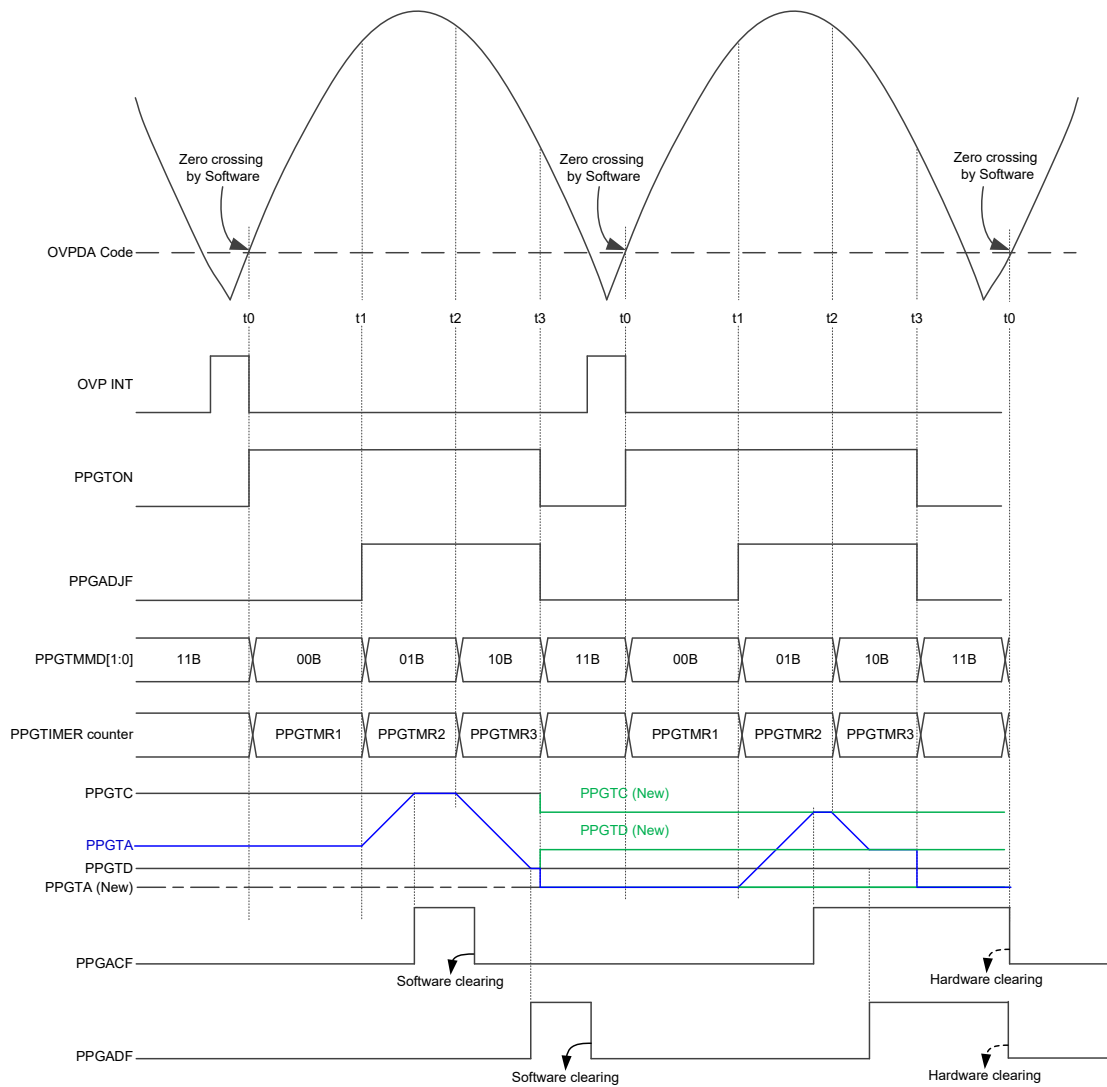 Zero crossing
by Software
Zero crossing
by Software
Zero crossing
by Software
OVPDA Code
t0 t1 t2 t3 t0 t1 t2 t3 t0
OVP INT
PPGTON
PPGADJF
PPGTMMD[1:0] 11B 00B 01B 10B 11B 00B 01B 10B 11B
PPGTIMER counter PPGTMR1 PPGTMR2 PPGTMR3 PPGTMR1 PPGTMR2 PPGTMR3
PPGTC PPGTC (New)
PPGTD (New)
PPGTA
PPGTD
PPGTA (New)
PPGACF
Software clearing Hardware clearing
PPGADF
Software clearing Hardware clearing